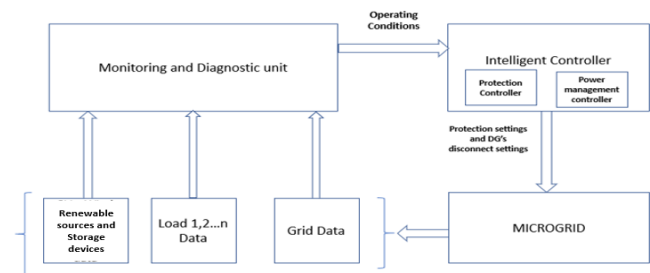 Operating
Conditions
Monitoring and Diagnostic unit
Intelligent Controller
Protection
Controller
Power
management
controller
Protection settings
and DG's
disconnect settings
Renewable
sources and
Storage
devices
Load 1,2...n
Data
Grid Data
MICROGRID